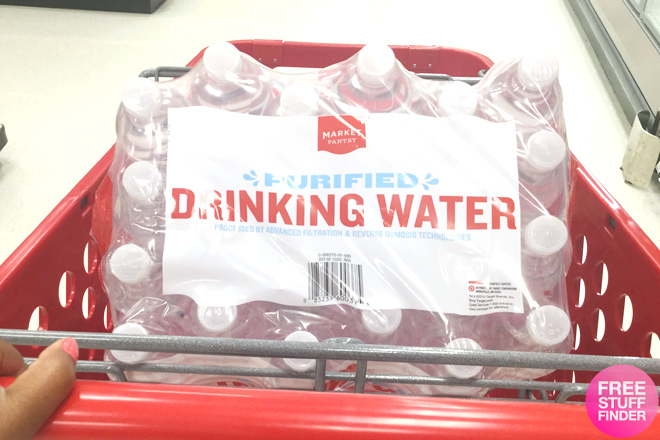 MARKET
PANTRY
PURIFIED
DRINKING WATER
PROCESSED BY ADVANCED FILTRATION & REVERSE OSMOSIS TECHNOLOGIES
FREE
STUFF
FINDER